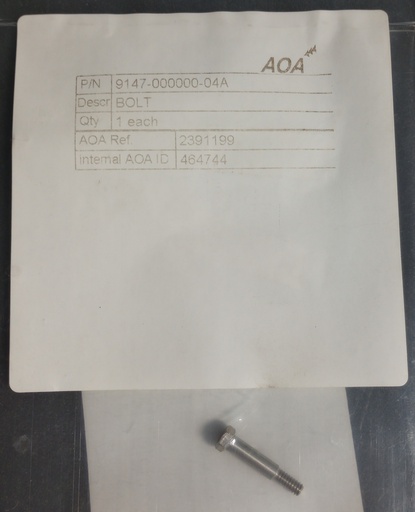 AOA
P/N 9147-000000-04A
Descr BOLT
Qty 1 each
AOA Ref. 2391199
Internal AOA ID 464744